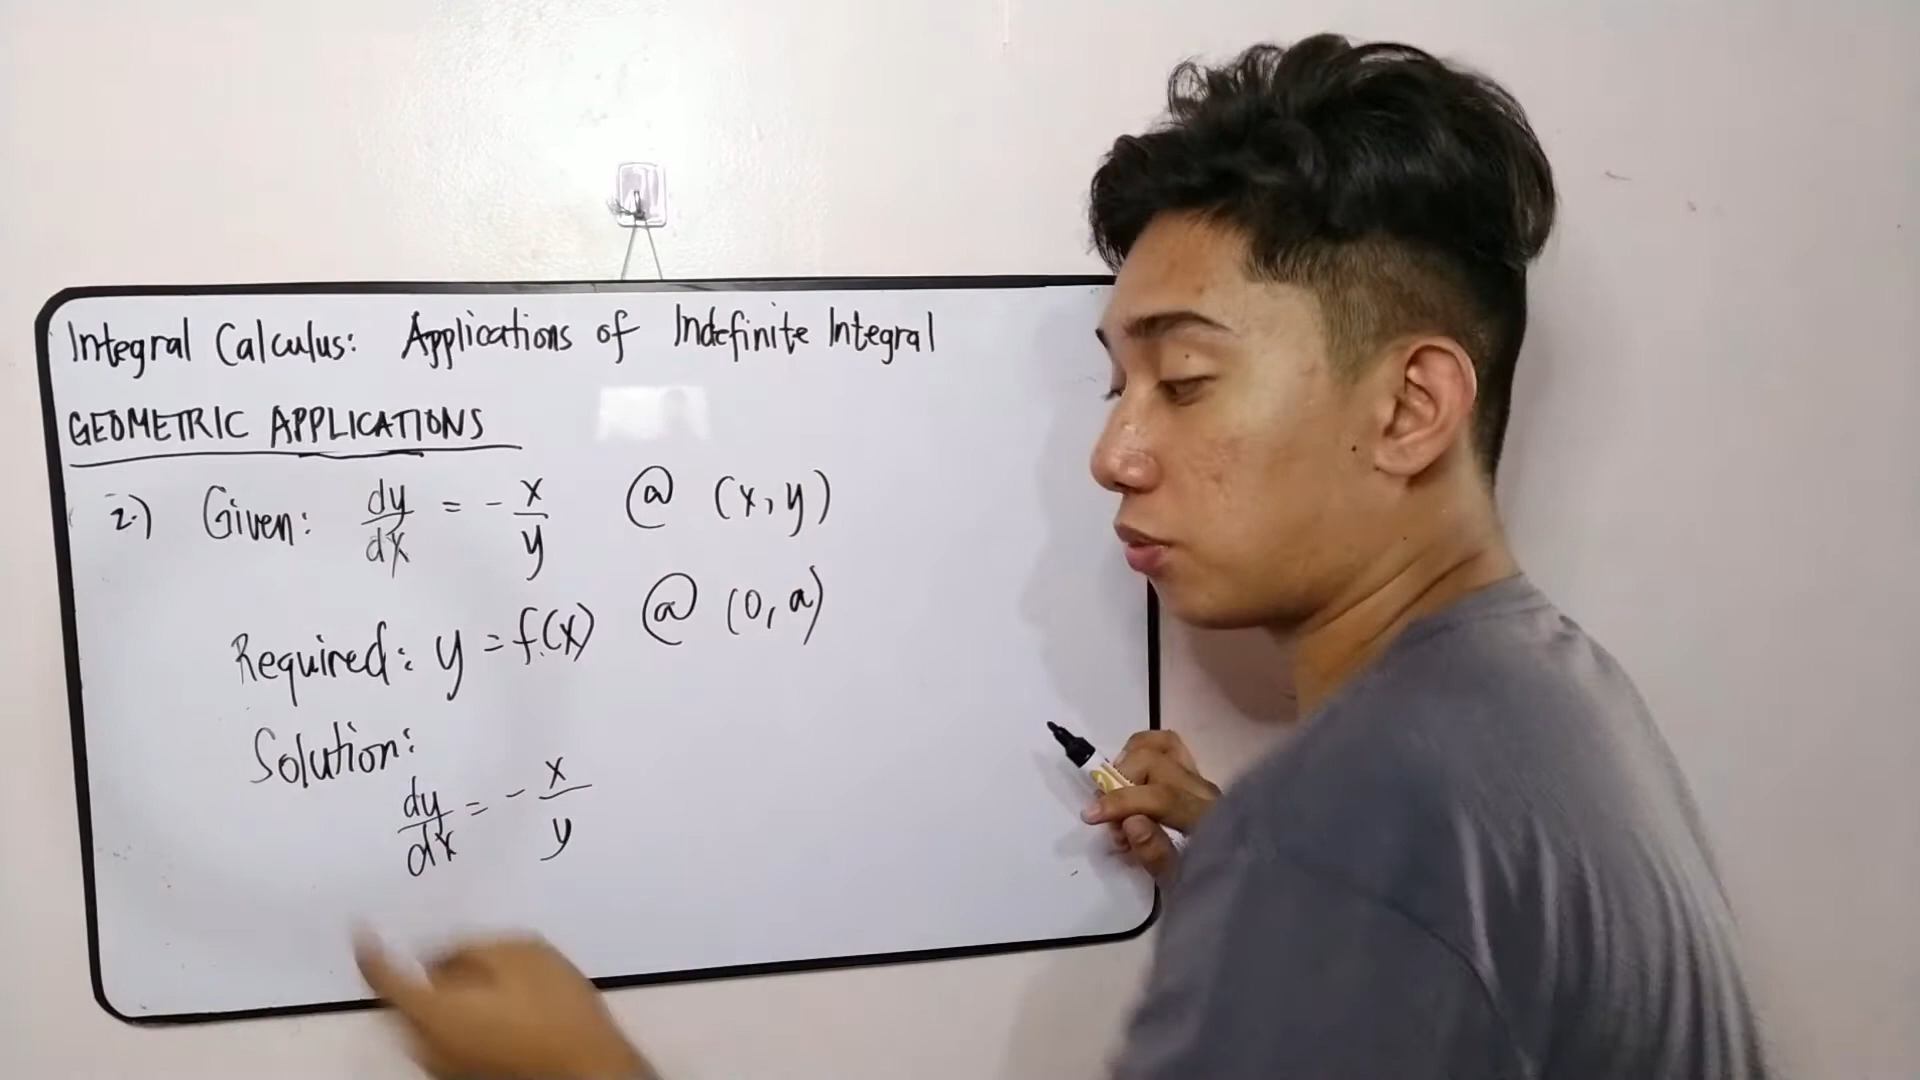 Integral Calculus: Applications of Indefinite Integral
GEOMETRIC APPLICATIONS
2.) Given: dy/dx = - x/y @ (x, y)
Required: y = f(x) @ (0, a)
Solution:
dy/dx = - x/y